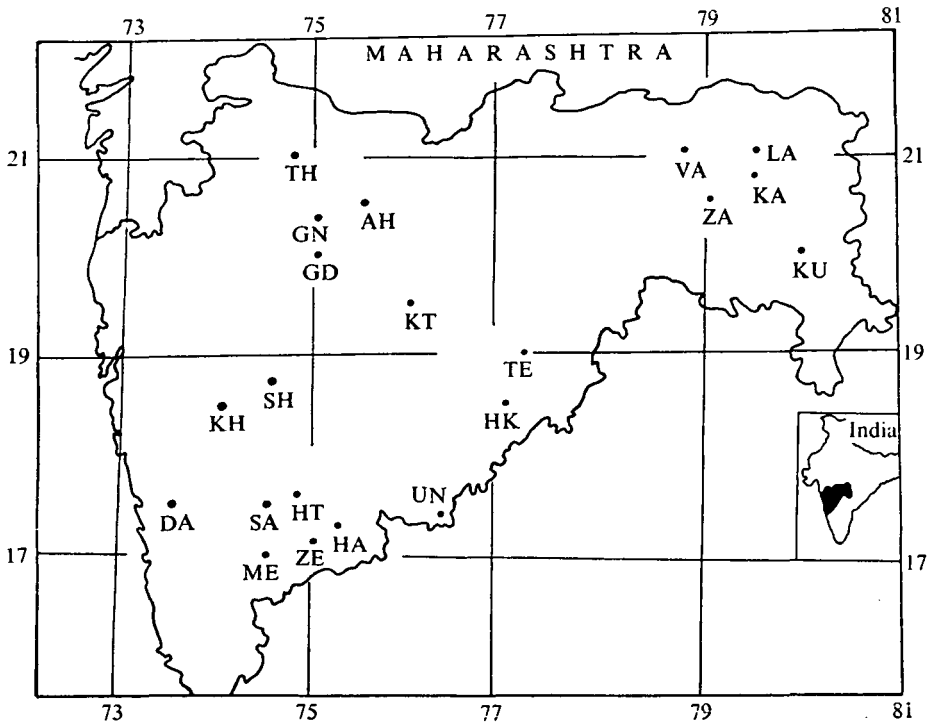 73 75 77 79 81
MAHARASHTRA
21 21
TH
VA LA
KA
AH
ZA
GN
GD
KU
KT
19 19
TE
SH
KH
HK
India
UN
DA SA HT
HA
ZE
ME
17 17
73 75 77 79 81